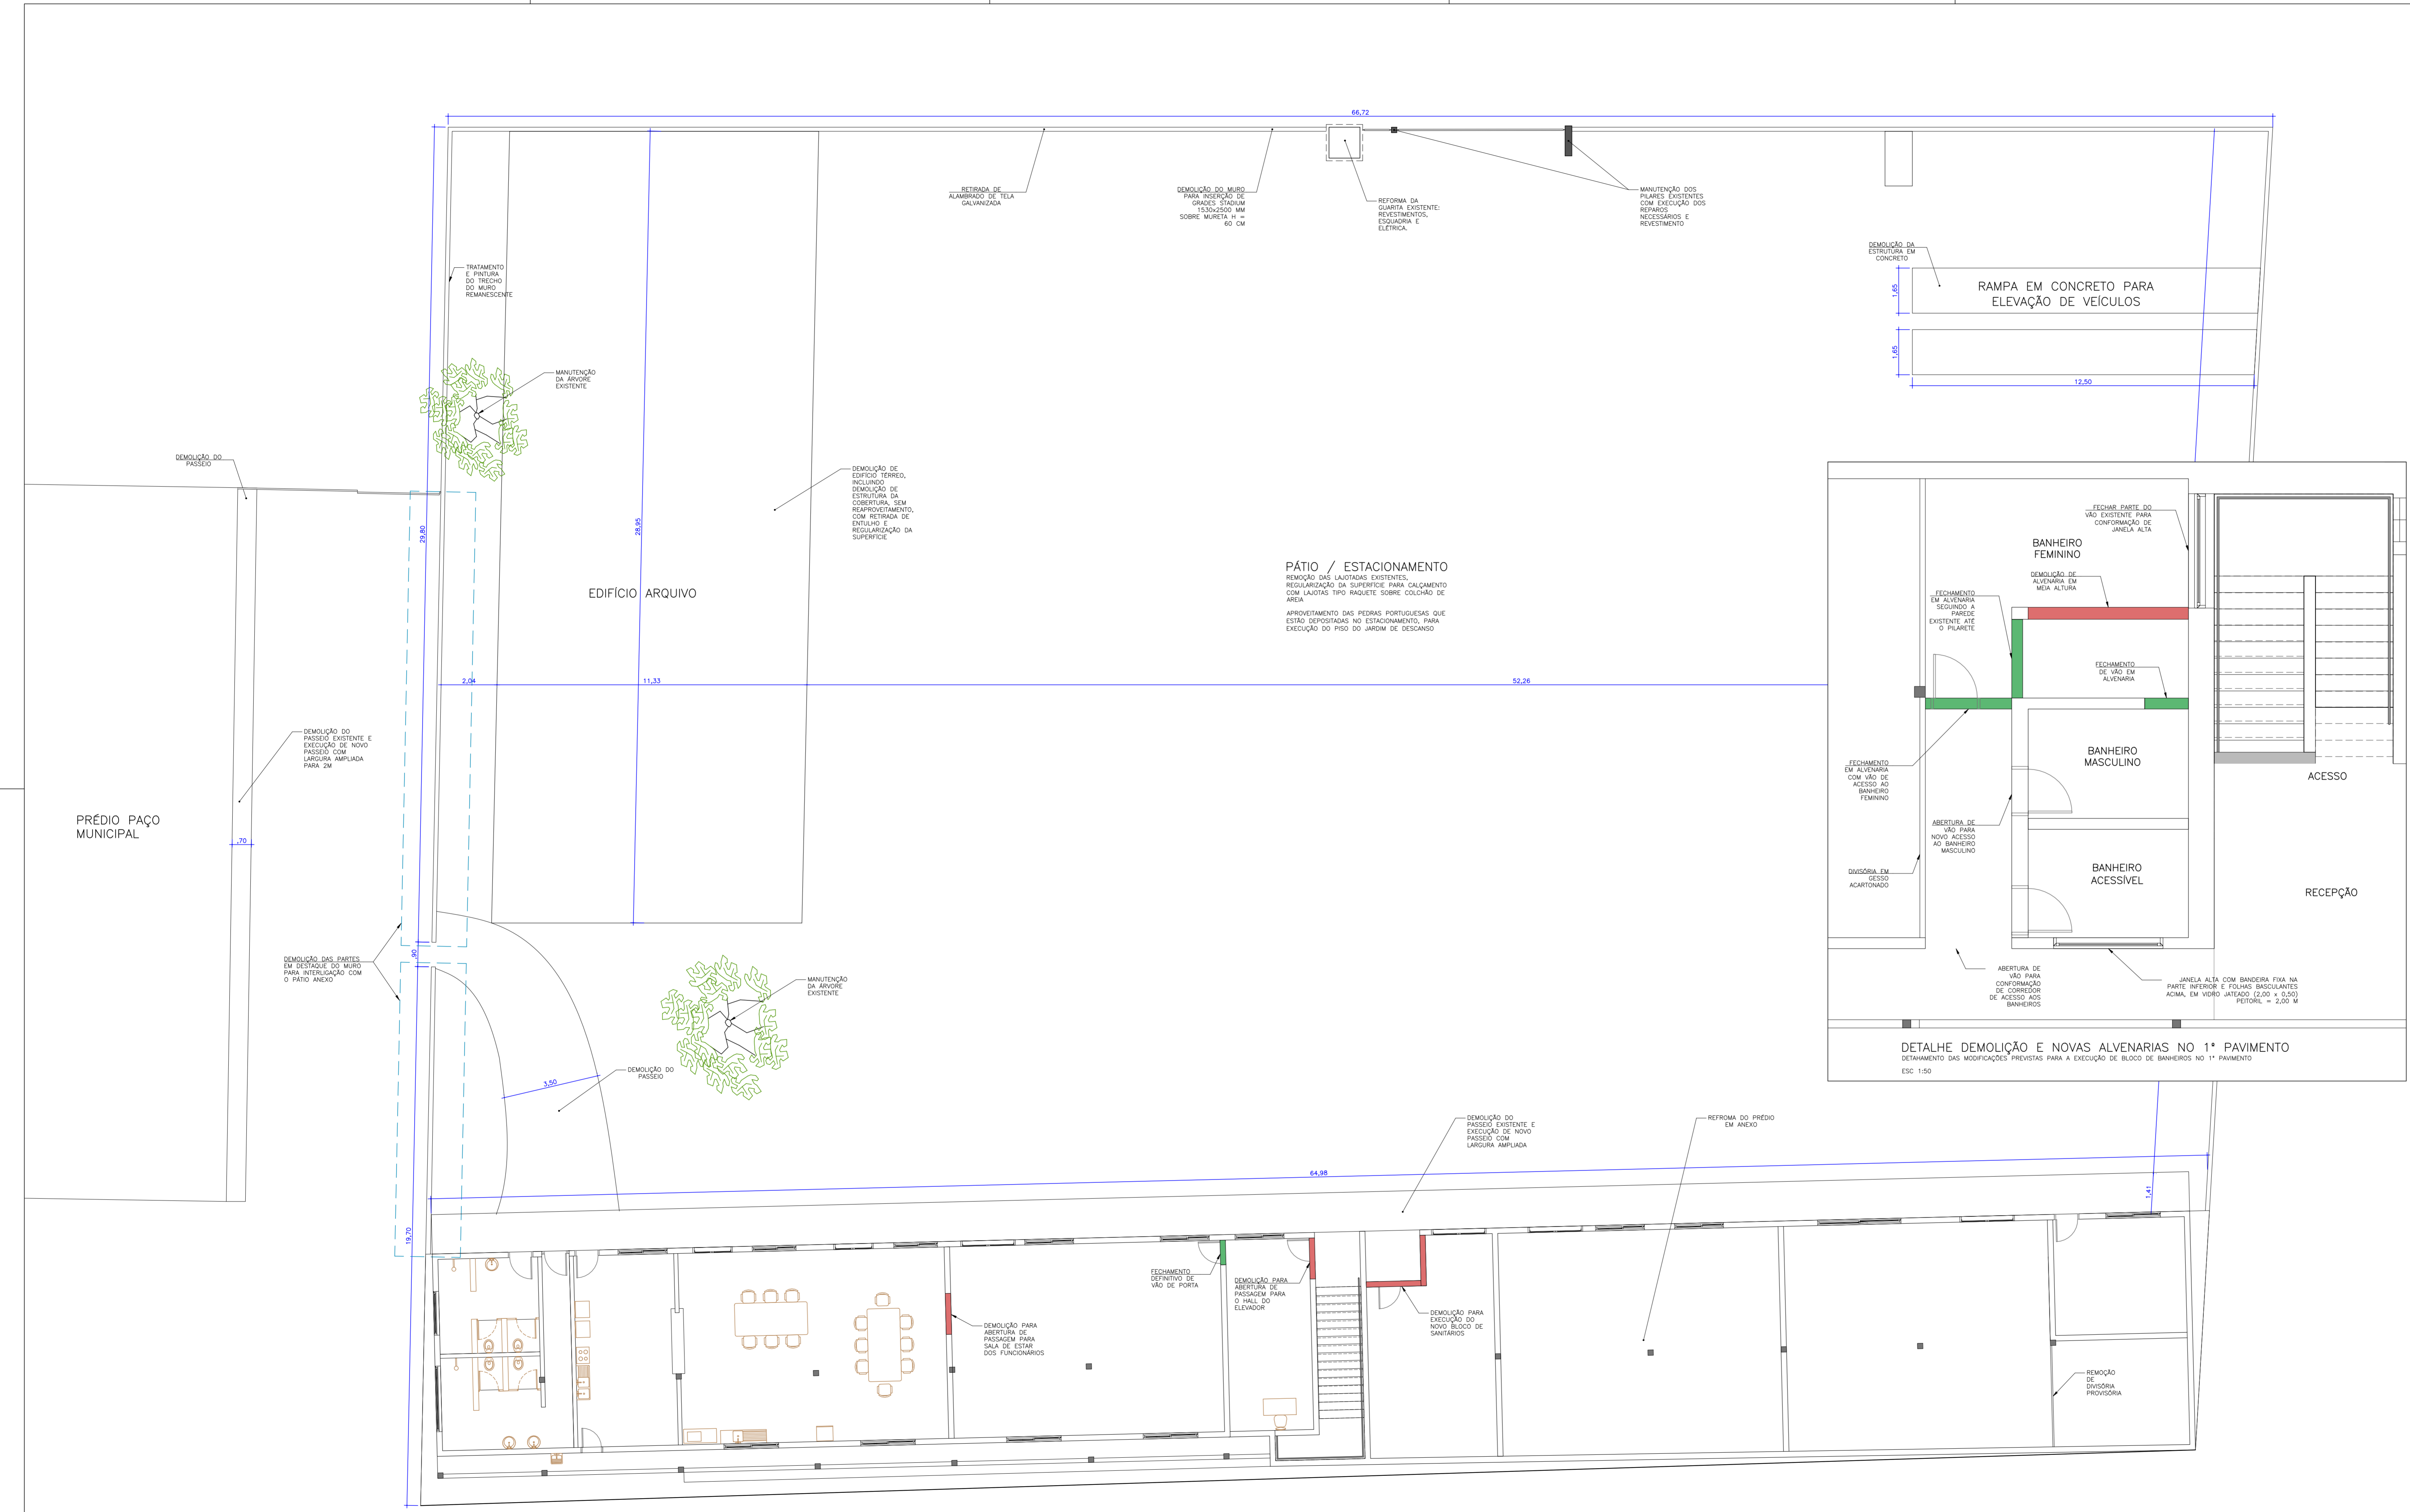 66,72
RETIRADA DE
ALAMBRADO DE TELA
GALVANIZADA
DEMOLIÇÃO DO MURO
PARA INSERÇÃO DE
GRADES STADIUM
1530x2500 MM
SOBRE MURETA H =
60 CM
REFORMA DA
GUARITA EXISTENTE:
REVESTIMENTOS,
ESQUADRIA E
ELÉTRICA.
MANUTENÇÃO DOS
PILARES EXISTENTES
COM EXECUÇÃO DOS
REPAROS
NECESSÁRIOS E
REVESTIMENTO
DEMOLIÇÃO DA
ESTRUTURA EM
CONCRETO
RAMPA EM CONCRETO PARA
ELEVAÇÃO DE VEÍCULOS
1,65
1,65
12,50
TRATAMENTO
E PINTURA
DO TRECHO
DO MURO
REMANESCENTE
MANUTENÇÃO
DA ÁRVORE
EXISTENTE
DEMOLIÇÃO DO
PASSEIO
29,80
28,95
DEMOLIÇÃO DE
EDIFÍCIO TÉRREO,
INCLUINDO
DEMOLIÇÃO DE
ESTRUTURA DA
COBERTURA, SEM
REAPROVEITAMENTO,
COM RETIRADA DE
ENTULHO E
REGULARIZAÇÃO DA
SUPERFÍCIE
EDIFÍCIO ARQUIVO
PÁTIO / ESTACIONAMENTO
REMOÇÃO DAS LAJOTADAS EXISTENTES,
REGULARIZAÇÃO DA SUPERFÍCIE PARA CALÇAMENTO
COM LAJOTAS TIPO RAQUETE SOBRE COLCHÃO DE
AREIA
APROVEITAMENTO DAS PEDRAS PORTUGUESAS QUE
ESTÃO DEPOSITADAS NO ESTACIONAMENTO, PARA
EXECUÇÃO DO PISO DO JARDIM DE DESCANSO
2,04
11,33
52,26
DEMOLIÇÃO DO
PASSEIO EXISTENTE E
EXECUÇÃO DE NOVO
PASSEIO COM
LARGURA AMPLIADA
PARA 2M
PRÉDIO PAÇO
MUNICIPAL
,70
DEMOLIÇÃO DAS PARTES
EM DESTAQUE DO MURO
PARA INTERLIGAÇÃO COM
O PÁTIO ANEXO
,90
MANUTENÇÃO
DA ÁRVORE
EXISTENTE
3,50
DEMOLIÇÃO DO
PASSEIO
19,70
64,98
1,41
DEMOLIÇÃO DO
PASSEIO EXISTENTE E
EXECUÇÃO DE NOVO
PASSEIO COM
LARGURA AMPLIADA
REFROMA DO PRÉDIO
EM ANEXO
FECHAR PARTE DO
VÃO EXISTENTE PARA
CONFORMAÇÃO DE
JANELA ALTA
BANHEIRO
FEMININO
DEMOLIÇÃO DE
ALVENARIA EM
MEIA ALTURA
FECHAMENTO
EM ALVENARIA
SEGUINDO A
PAREDE
EXISTENTE ATÉ
O PILARETE
FECHAMENTO
DE VÃO EM
ALVENARIA
FECHAMENTO
EM ALVENARIA
COM VÃO DE
ACESSO AO
BANHEIRO
FEMININO
BANHEIRO
MASCULINO
ACESSO
ABERTURA DE
VÃO PARA
NOVO ACESSO
AO BANHEIRO
MASCULINO
DIVISÓRIA EM
GESSO
ACARTONADO
BANHEIRO
ACESSÍVEL
RECEPÇÃO
ABERTURA DE
VÃO PARA
CONFORMAÇÃO
DE CORREDOR
DE ACESSO AOS
BANHEIROS
JANELA ALTA COM BANDEIRA FIXA NA
PARTE INFERIOR E FOLHAS BASCULANTES
ACIMA, EM VIDRO JATEADO (2,00 x 0,50)
PEITORIL = 2,00 M
DETALHE DEMOLIÇÃO E NOVAS ALVENARIAS NO 1° PAVIMENTO
DETAHAMENTO DAS MODIFICAÇÕES PREVISTAS PARA A EXECUÇÃO DE BLOCO DE BANHEIROS NO 1° PAVIMENTO
ESC 1:50
FECHAMENTO
DEFINITIVO DE
VÃO DE PORTA
DEMOLIÇÃO PARA
ABERTURA DE
PASSAGEM PARA
O HALL DO
ELEVADOR
DEMOLIÇÃO PARA
EXECUÇÃO DO
NOVO BLOCO DE
SANITÁRIOS
DEMOLIÇÃO PARA
ABERTURA DE
PASSAGEM PARA
SALA DE ESTAR
DOS FUNCIONÁRIOS
REMOÇÃO
DE
DIVISÓRIA
PROVISÓRIA